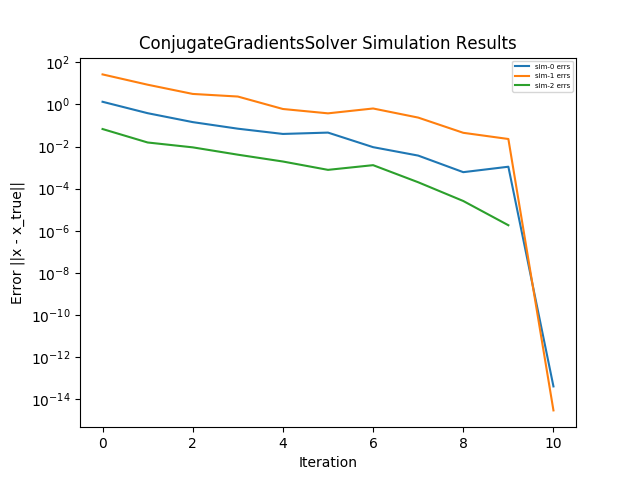 ConjugateGradientsSolver Simulation Results
sim-0 errs
sim-1 errs
sim-2 errs
10^2
10^0
10^-2
10^-4
10^-6
10^-8
10^-10
10^-12
10^-14
Error ||x - x_true||
0 2 4 6 8 10
Iteration